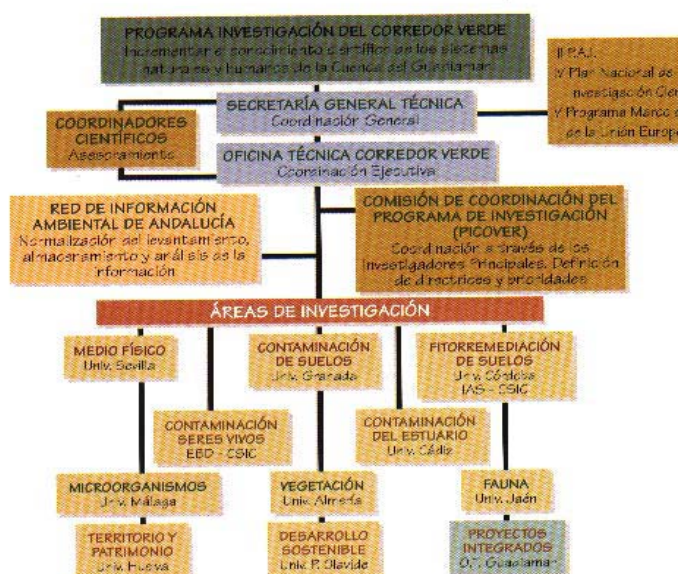 PROGRAMA INVESTIGACIÓN DEL CORREDOR VERDE
Incrementar el conocimiento científico de los sistemas
naturales y humanos de la Cuenca del Guadiamar
II P.A.I.
IV Plan Nacional de
Investigación Cien
V Programa Marco d
de la Unión Europe
SECRETARÍA GENERAL TÉCNICA
Coordinación General
COORDINADORES
CIENTÍFICOS
Asesoramiento
OFICINA TÉCNICA CORREDOR VERDE
Coordinación Ejecutiva
RED DE INFORMACIÓN
AMBIENTAL DE ANDALUCÍA
Normalización del levantamiento,
almacenamiento y análisis de la
información
COMISIÓN DE COORDINACIÓN DEL
PROGRAMA DE INVESTIGACIÓN
(PICOVER)
Coordinación a través de los
Investigadores Principales. Definición
de directrices y prioridades
ÁREAS DE INVESTIGACIÓN
MEDIO FÍSICO
Univ. Sevilla
CONTAMINACIÓN
DE SUELOS
Univ. Granada
FITORREMEDIACIÓN
DE SUELOS
Univ. Córdoba
IAS - CSIC
CONTAMINACIÓN
SERES VIVOS
EBD - CSIC
CONTAMINACIÓN
DEL ESTUARIO
Univ. Cádiz
MICROORGANISMOS
Univ. Málaga
VEGETACIÓN
Univ. Almería
FAUNA
Univ. Jaén
TERRITORIO Y
PATRIMONIO
Univ. Huelva
DESARROLLO
SOSTENIBLE
Univ. P. Olavide
PROYECTOS
INTEGRADOS
O.T. Guadiamar